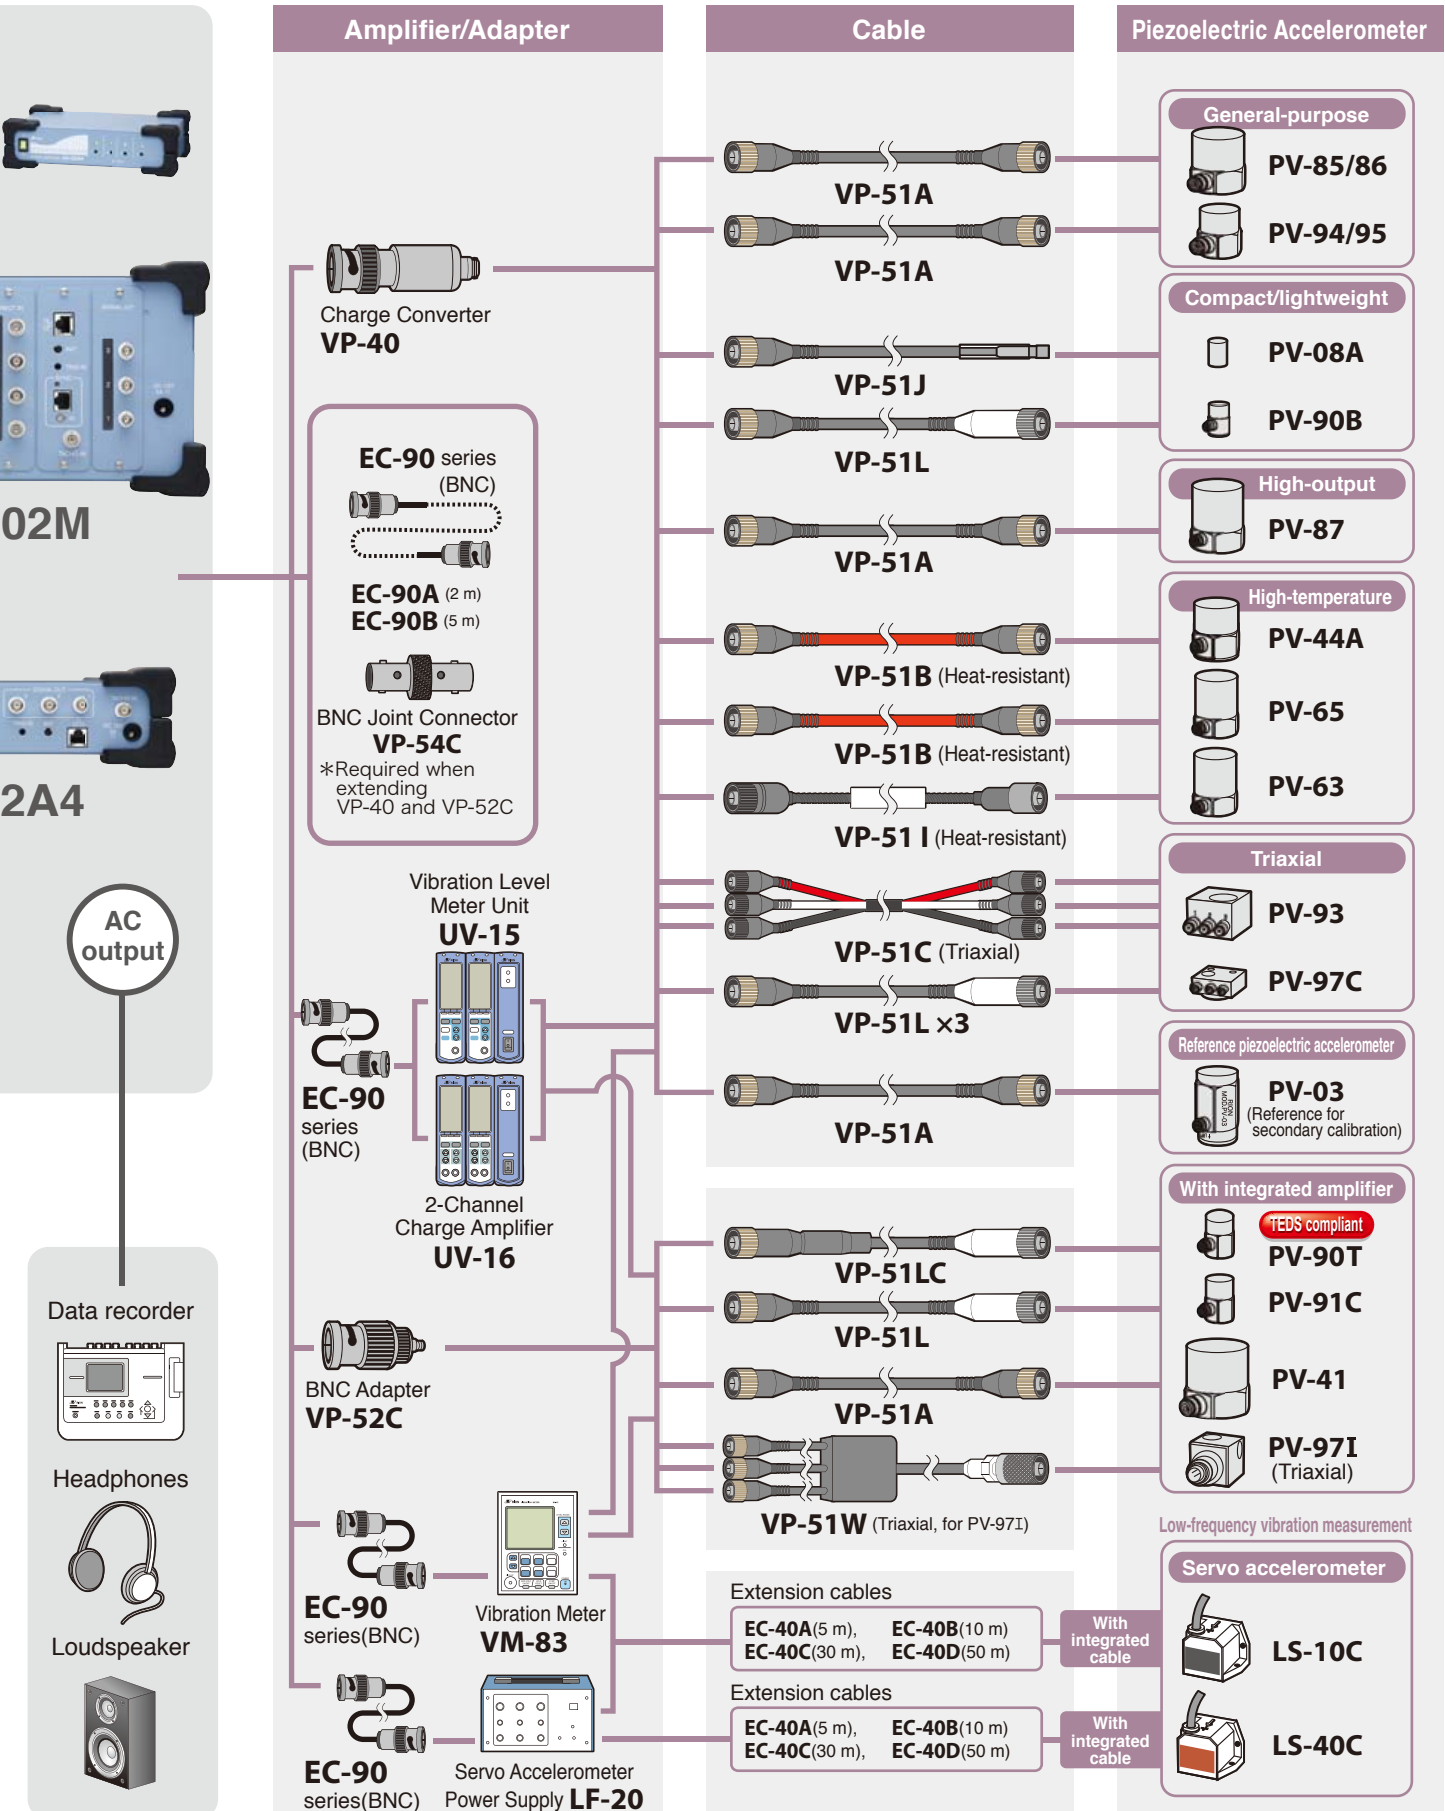 Amplifier/Adapter
Cable
Piezoelectric Accelerometer
02M
2A4
AC
output
Data recorder
Headphones
Loudspeaker
Charge Converter
VP-40
EC-90 series
(BNC)
EC-90A (2 m)
EC-90B (5 m)
BNC Joint Connector
VP-54C
*Required when
extending
VP-40 and VP-52C
Vibration Level
Meter Unit
UV-15
EC-90
series
(BNC)
2-Channel
Charge Amplifier
UV-16
BNC Adapter
VP-52C
EC-90
series(BNC)
Vibration Meter
VM-83
EC-90
series(BNC)
Servo Accelerometer
Power Supply LF-20
VP-51A
VP-51A
VP-51J
VP-51L
VP-51A
VP-51B (Heat-resistant)
VP-51B (Heat-resistant)
VP-51 I (Heat-resistant)
VP-51C (Triaxial)
VP-51L ×3
VP-51A
VP-51LC
VP-51L
VP-51A
VP-51W (Triaxial, for PV-97I)
Extension cables
EC-40A(5 m), EC-40B(10 m)
EC-40C(30 m), EC-40D(50 m)
With
integrated
cable
Extension cables
EC-40A(5 m), EC-40B(10 m)
EC-40C(30 m), EC-40D(50 m)
With
integrated
cable
General-purpose
PV-85/86
PV-94/95
Compact/lightweight
PV-08A
PV-90B
High-output
PV-87
High-temperature
PV-44A
PV-65
PV-63
Triaxial
PV-93
PV-97C
Reference piezoelectric accelerometer
RION
MOD.PV-03
PV-03
(Reference for
secondary calibration)
With integrated amplifier
TEDS compliant
PV-90T
PV-91C
PV-41
PV-97I
(Triaxial)
Low-frequency vibration measurement
Servo accelerometer
LS-10C
LS-40C